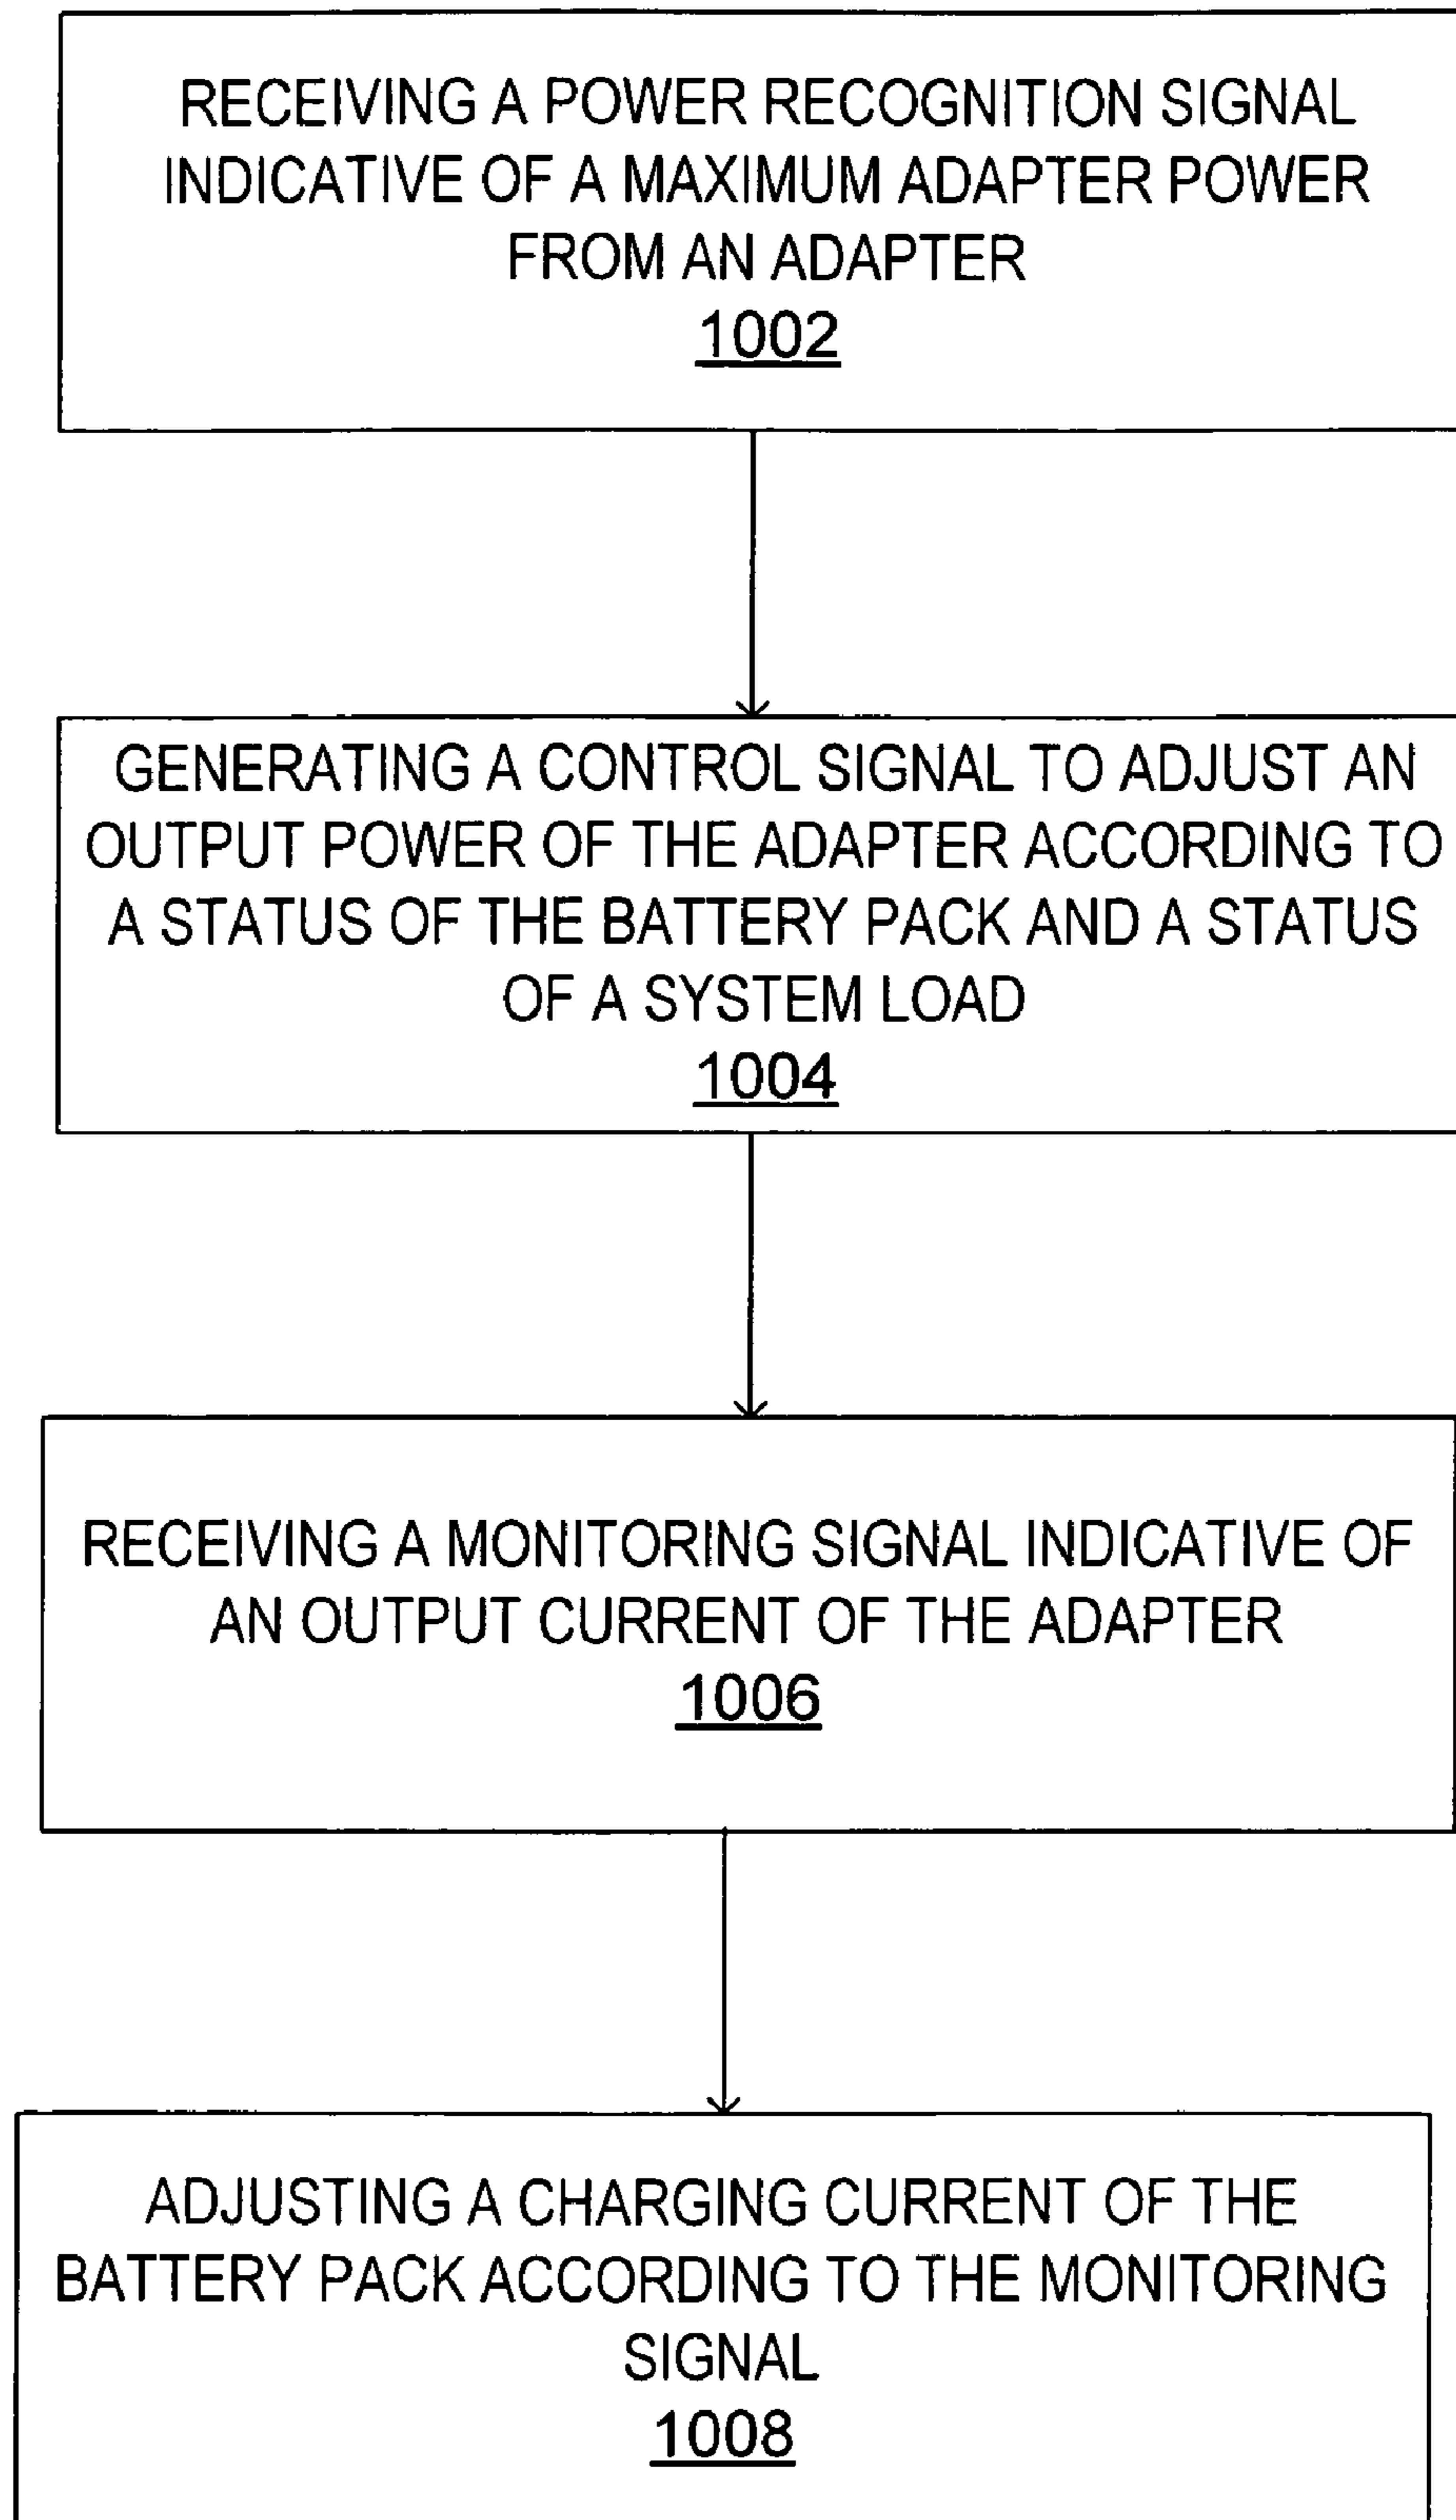 RECEIVING A POWER RECOGNITION SIGNAL
INDICATIVE OF A MAXIMUM ADAPTER POWER
FROM AN ADAPTER
1002
GENERATING A CONTROL SIGNAL TO ADJUST AN
OUTPUT POWER OF THE ADAPTER ACCORDING TO
A STATUS OF THE BATTERY PACK AND A STATUS
OF A SYSTEM LOAD
1004
RECEIVING A MONITORING SIGNAL INDICATIVE OF
AN OUTPUT CURRENT OF THE ADAPTER
1006
ADJUSTING A CHARGING CURRENT OF THE
BATTERY PACK ACCORDING TO THE MONITORING
SIGNAL
1008